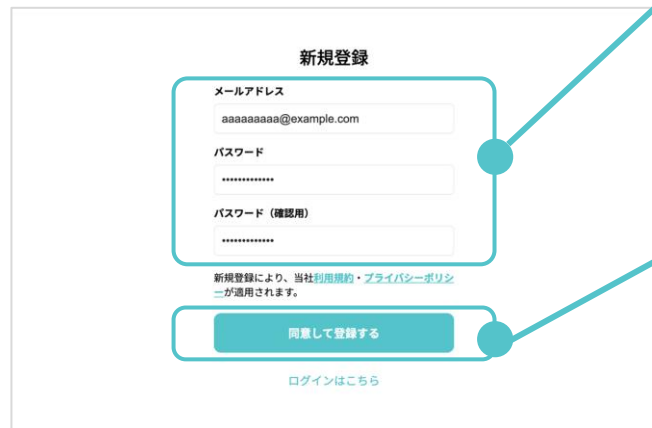 新規登録
メールアドレス
aaaaaaaaa@example.com
パスワード
•••••••••••••
パスワード（確認用）
•••••••••••••
新規登録により、当社利用規約・プライバシーポリシ
ーが適用されます。
同意して登録する
ログインはこちら